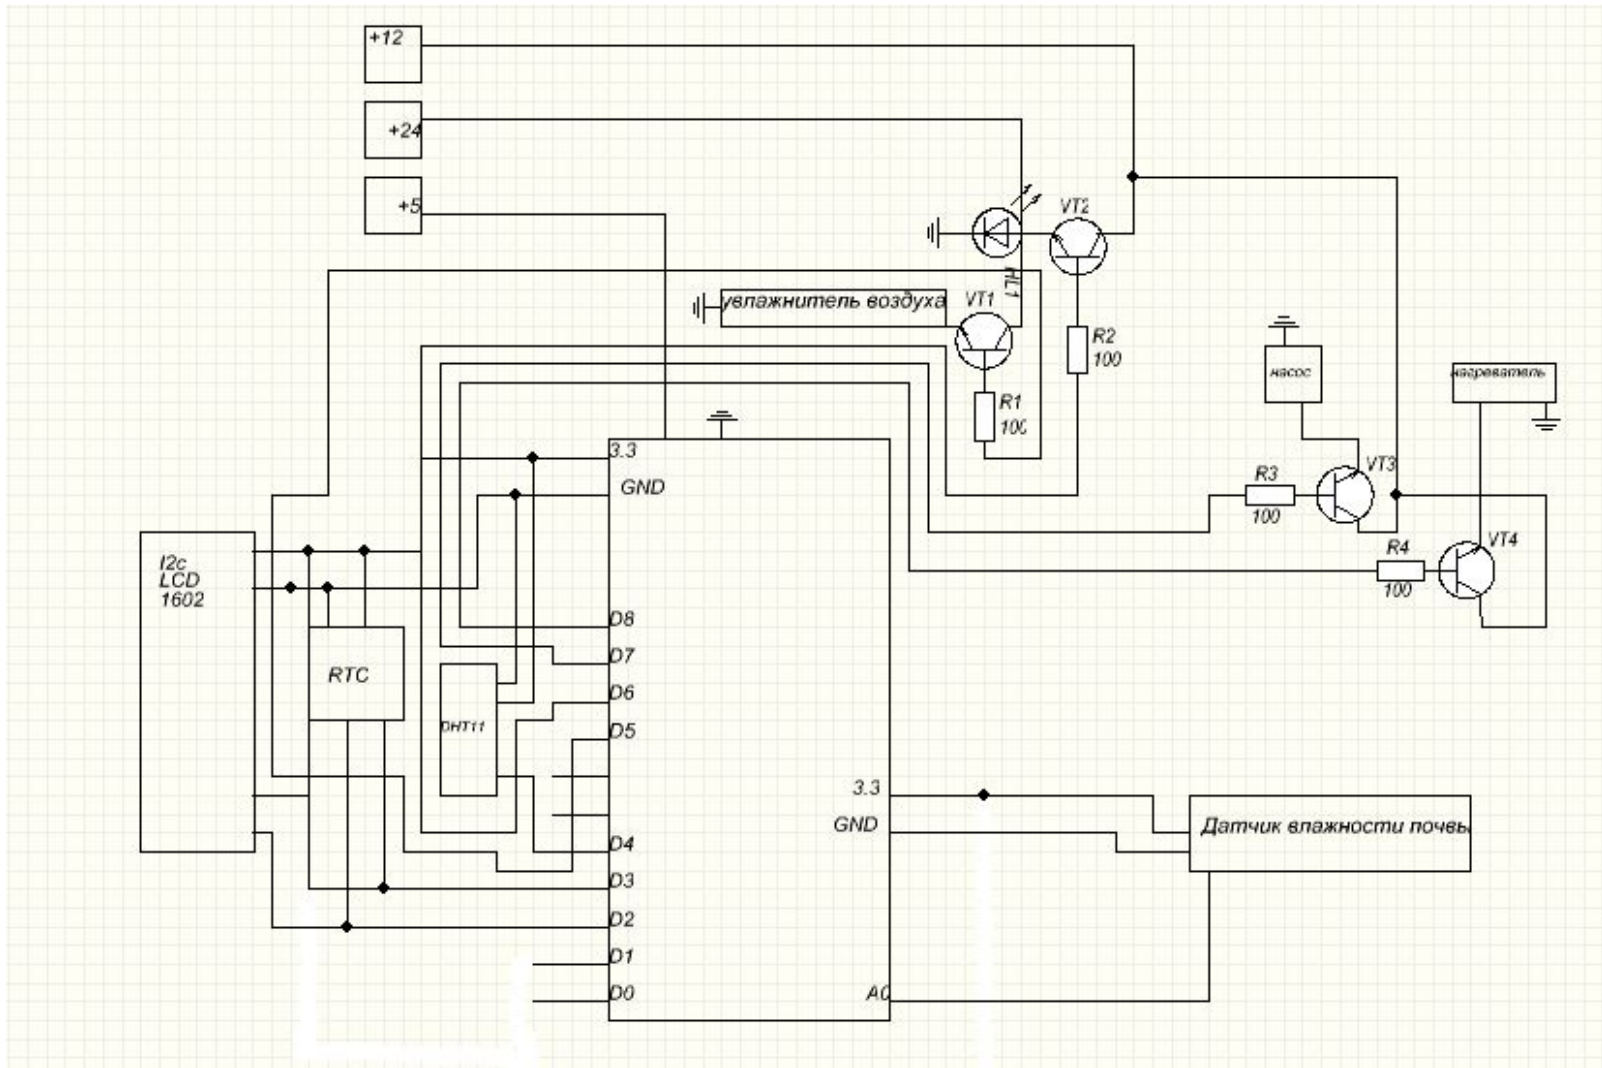 +12
+24
+5
VT2
HL1
увлажнитель воздуха
VT1
R2
100
R1
100
насос
нагреватель
3.3
GND
R3
100
VT3
R4
100
VT4
I2c
LCD
1602
D8
D7
RTC
D6
DHT11
D5
3.3
GND
Датчик влажности почвы
D4
D3
D2
D1
D0
A0